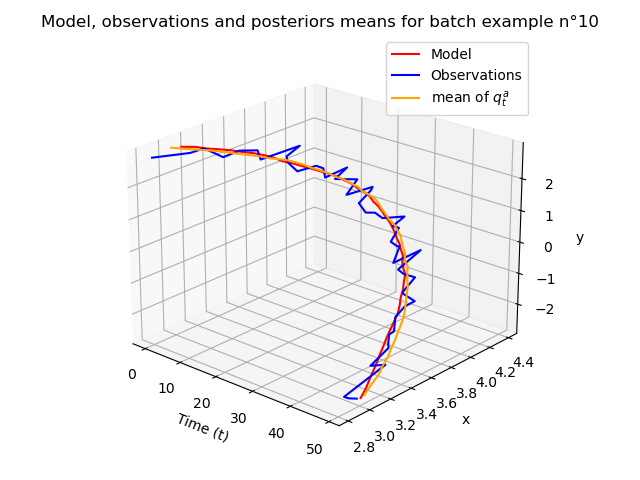 Model, observations and posteriors means for batch example n°10
Model
Observations
mean of $q_t^a$
2
1
0
−1
−2
y
0
10
20
30
40
50
Time (t)
2.8
3.0
3.2
3.4
3.6
3.8
4.0
4.2
4.4
x